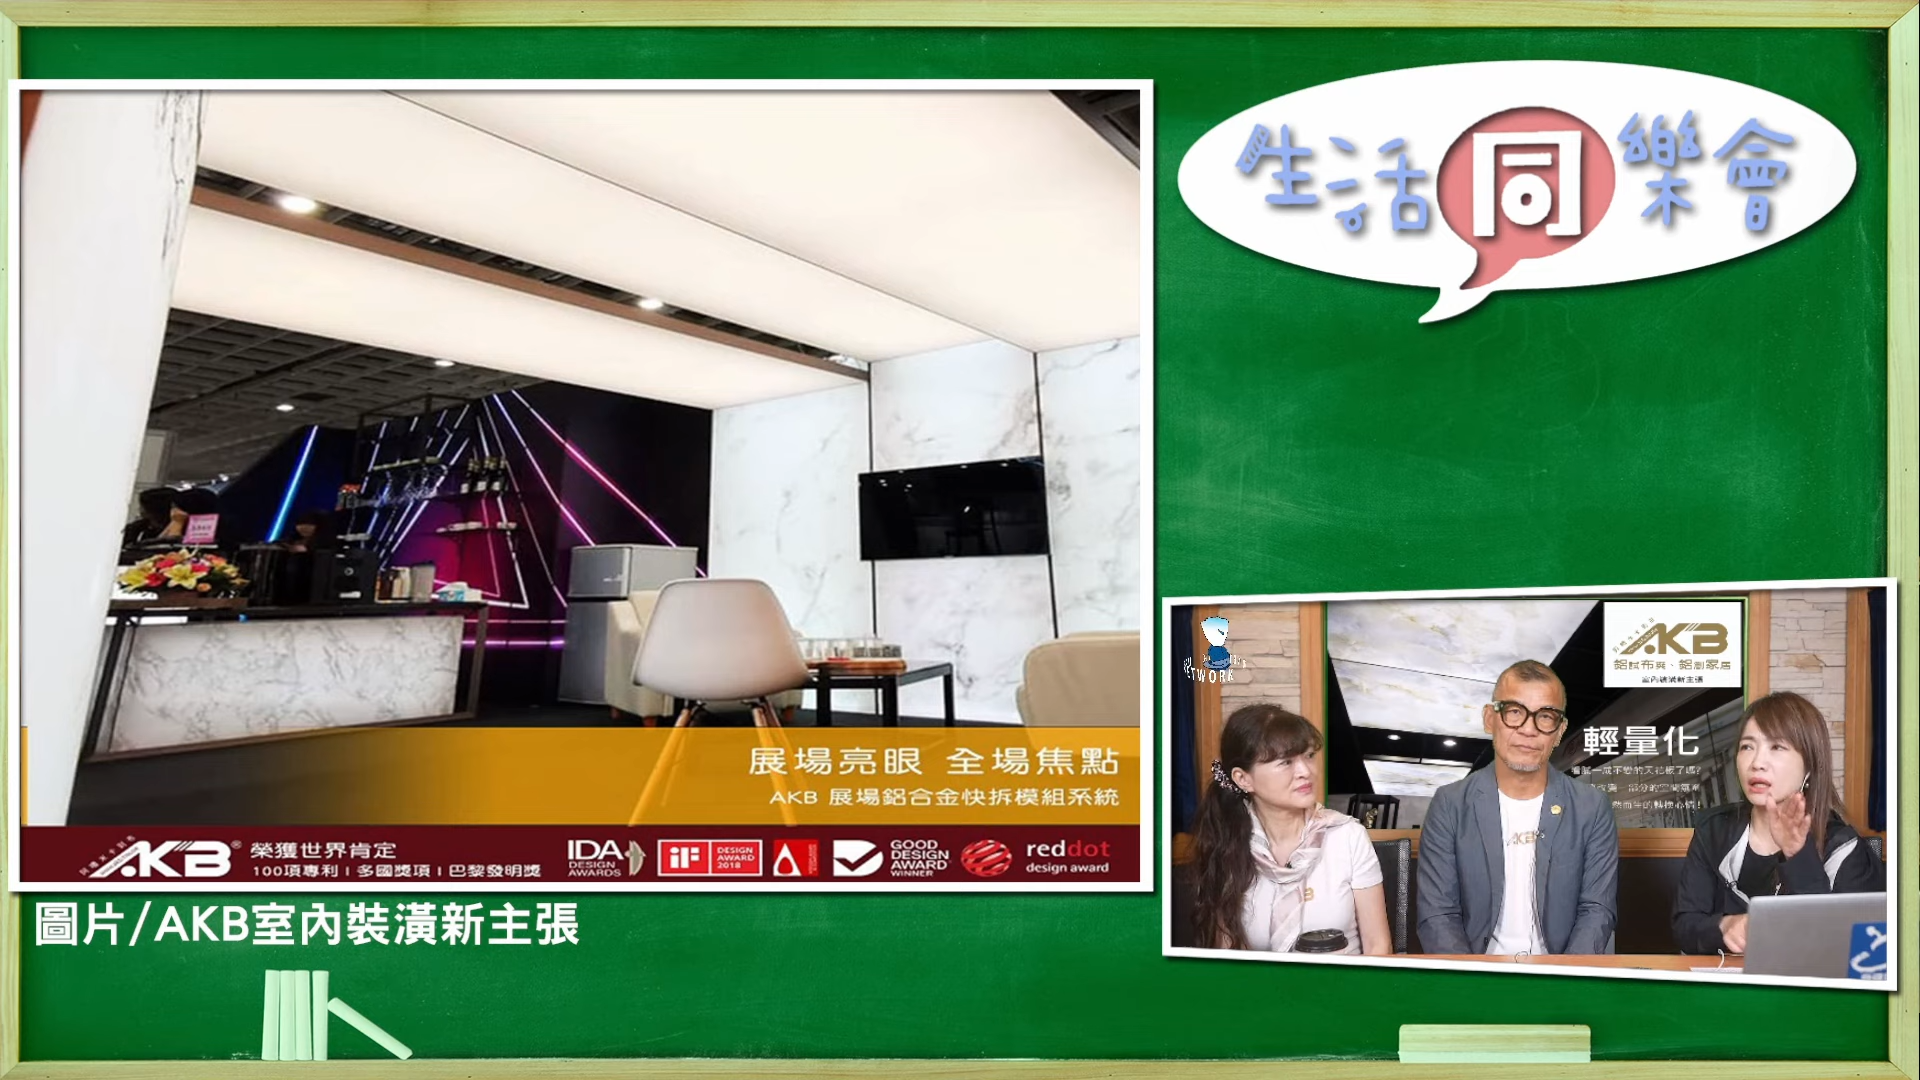 生活同樂會
展場亮眼 全場焦點
AKB 展場鋁合金快拆模組系統
AKB®
榮獲世界肯定
100項專利 | 多國獎項 | 巴黎發明獎
IDA
DESIGN
AWARDS
iF
DESIGN
AWARD
2018
GOOD
DESIGN
AWARD
WINNER
reddot
design award
圖片/AKB室內裝潢新主張
NETWORK
AKB
鋁試布與、鋁創家居
室內裝潢新主張
輕量化